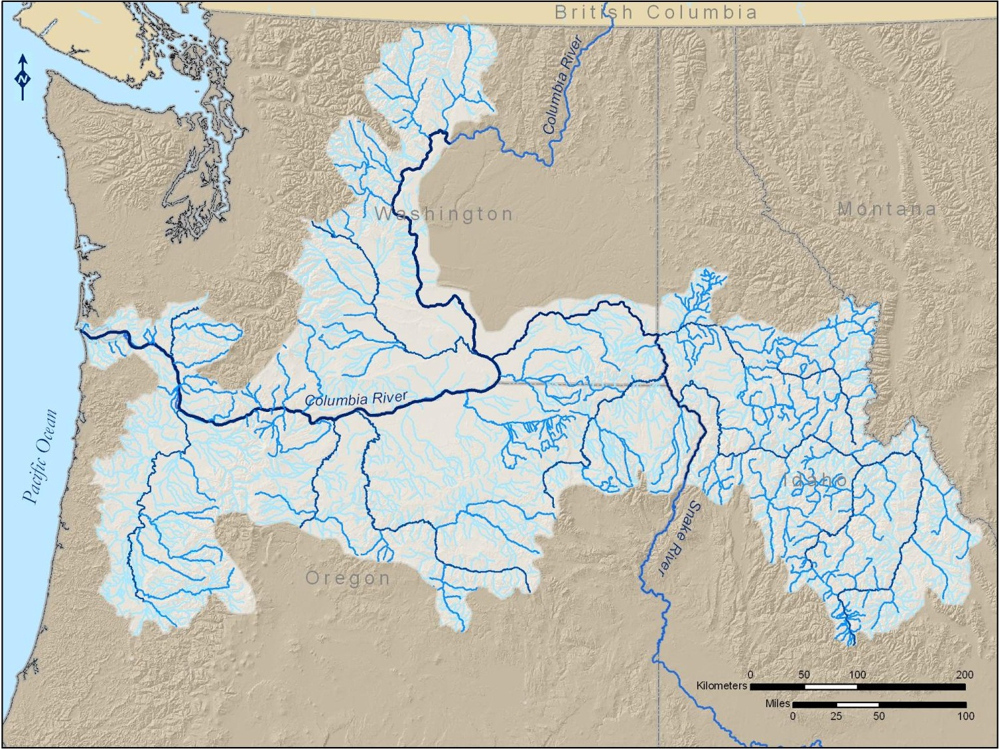 British Columbia
Columbia River
N
Washington
Montana
Columbia River
Pacific Ocean
Idaho
Snake River
Oregon
0 50 100 200
Kilometers
Miles
0 25 50 100